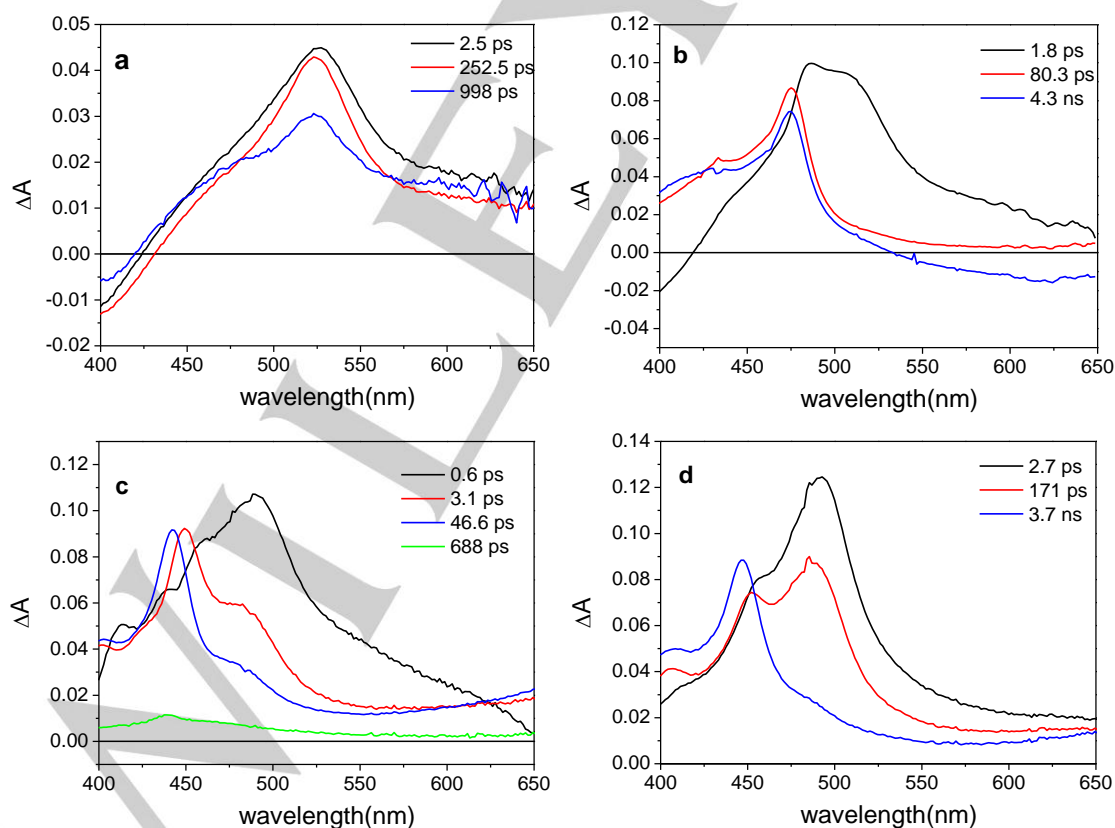 a
2.5 ps
252.5 ps
998 ps
0.05
0.04
0.03
0.02
0.01
0.00
-0.01
-0.02
ΔA
400 450 500 550 600 650
wavelength(nm)
b
1.8 ps
80.3 ps
4.3 ns
0.10
0.08
0.06
0.04
0.02
0.00
-0.02
-0.04
ΔA
400 450 500 550 600 650
wavelength(nm)
c
0.6 ps
3.1 ps
46.6 ps
688 ps
0.12
0.10
0.08
0.06
0.04
0.02
0.00
ΔA
400 450 500 550 600 650
wavelength(nm)
d
2.7 ps
171 ps
3.7 ns
0.14
0.12
0.10
0.08
0.06
0.04
0.02
0.00
ΔA
400 450 500 550 600 650
wavelength(nm)